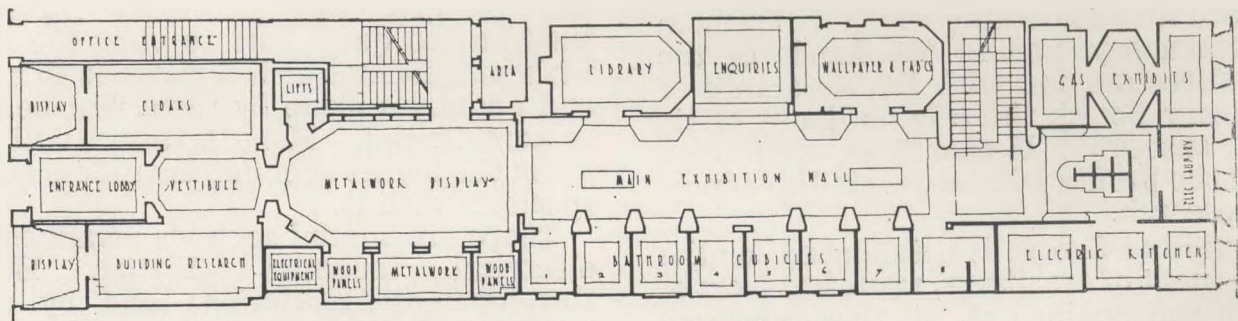 OFFICE ENTRANCE
AREA
LIBRARY
ENQUIRIES
WALLPAPER & FABCS
GAS EXHIBITS
DISPLAY
CLOAKS
LIFTS
ENTRANCE LOBBY
VESTIBULE
METALWORK DISPLAY
MAIN EXHIBITION HALL
ELEC LAUNDRY
DISPLAY
BUILDING RESEARCH
ELECTRICAL
EQUIPMENT
WOOD
PANELS
METALWORK
WOOD
PANELS
BATHROOM CUBICLES
1 2 3 4 5 6 7 8
ELECTRIC KITCHEN